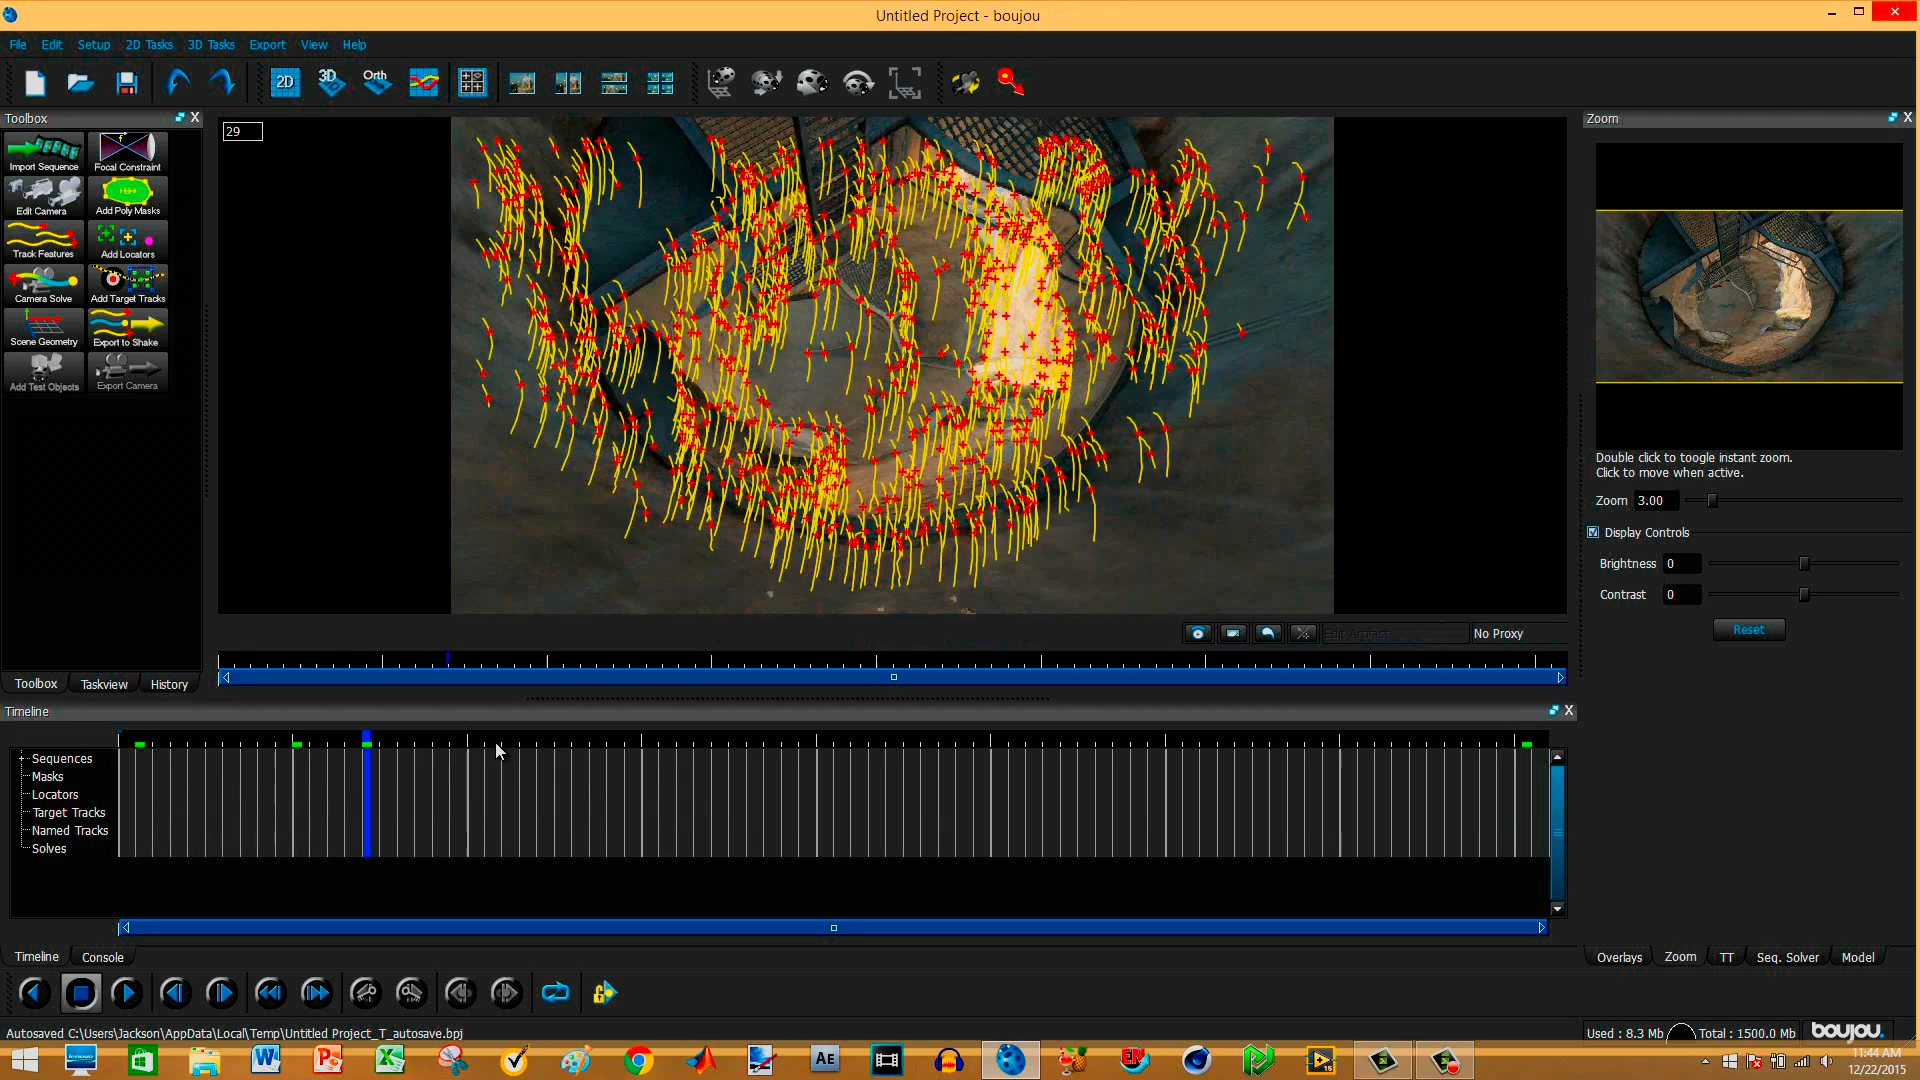 Untitled Project - boujou
File Edit Setup 2D Tasks 3D Tasks Export View Help
2D 3D Orth
Toolbox X
Import Sequence Focal Constraint
Edit Camera Add Poly Masks
Track Features Add Locators
Camera Solve Add Target Tracks
Scene Geometry Export to Shake
Add Test Objects Export Camera
29
Zoom X
Double click to toogle instant zoom.
Click to move when active.
Zoom 3.00
Display Controls
Brightness 0
Contrast 0
Reset
No Proxy
Toolbox Taskview History
Timeline X
Sequences
Masks
Locators
Target Tracks
Named Tracks
Solves
Timeline Console
Overlays Zoom TT Seq. Solver Model
Autosaved C:\Users\Jackson\AppData\Local\Temp\Untitled Project_T_autosave.bpj
Used : 8.3 Mb Total : 1500.0 Mb boujou.
AE
11:44 AM
12/22/2015